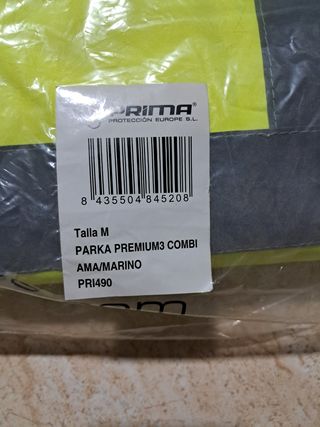 PRIMA®
PROTECCIÓN EUROPE S.L.
8 435504 845208
Talla M
PARKA PREMIUM3 COMBI
AMA/MARINO
PRI490